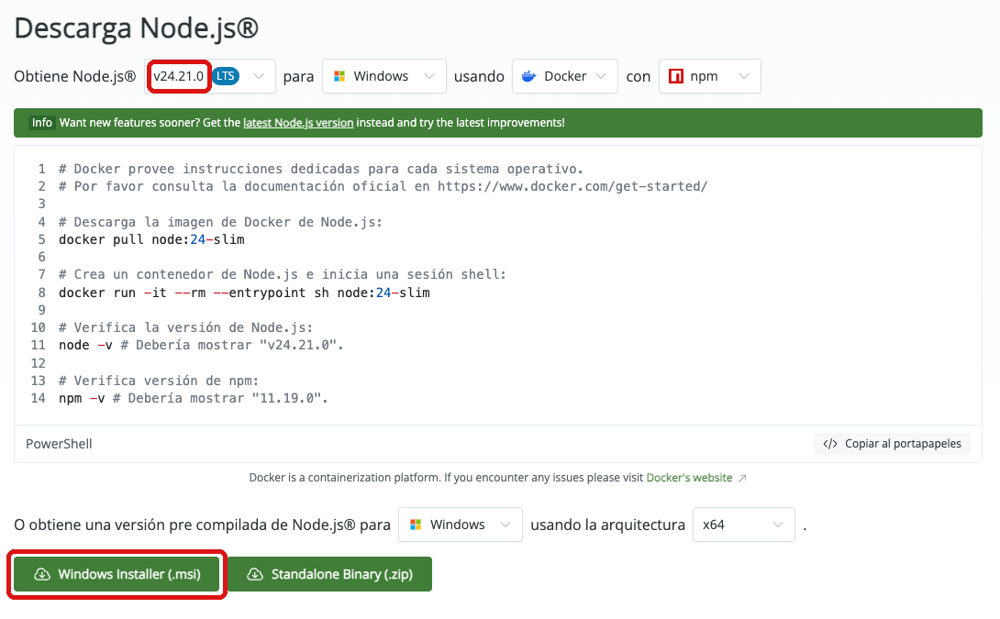 Descarga Node.js®
Obtiene Node.js® v24.21.0 LTS para Windows usando Docker con npm
Info Want new features sooner? Get the latest Node.js version instead and try the latest improvements!
1 # Docker provee instrucciones dedicadas para cada sistema operativo.
2 # Por favor consulta la documentación oficial en https://www.docker.com/get-started/
3
4 # Descarga la imagen de Docker de Node.js:
5 docker pull node:24-slim
6
7 # Crea un contenedor de Node.js e inicia una sesión shell:
8 docker run -it --rm --entrypoint sh node:24-slim
9
10 # Verifica la versión de Node.js:
11 node -v # Debería mostrar "v24.21.0".
12
13 # Verifica versión de npm:
14 npm -v # Debería mostrar "11.19.0".
PowerShell </> Copiar al portapapeles
Docker is a containerization platform. If you encounter any issues please visit Docker's website
O obtiene una versión pre compilada de Node.js® para Windows usando la arquitectura x64 .
Windows Installer (.msi) Standalone Binary (.zip)